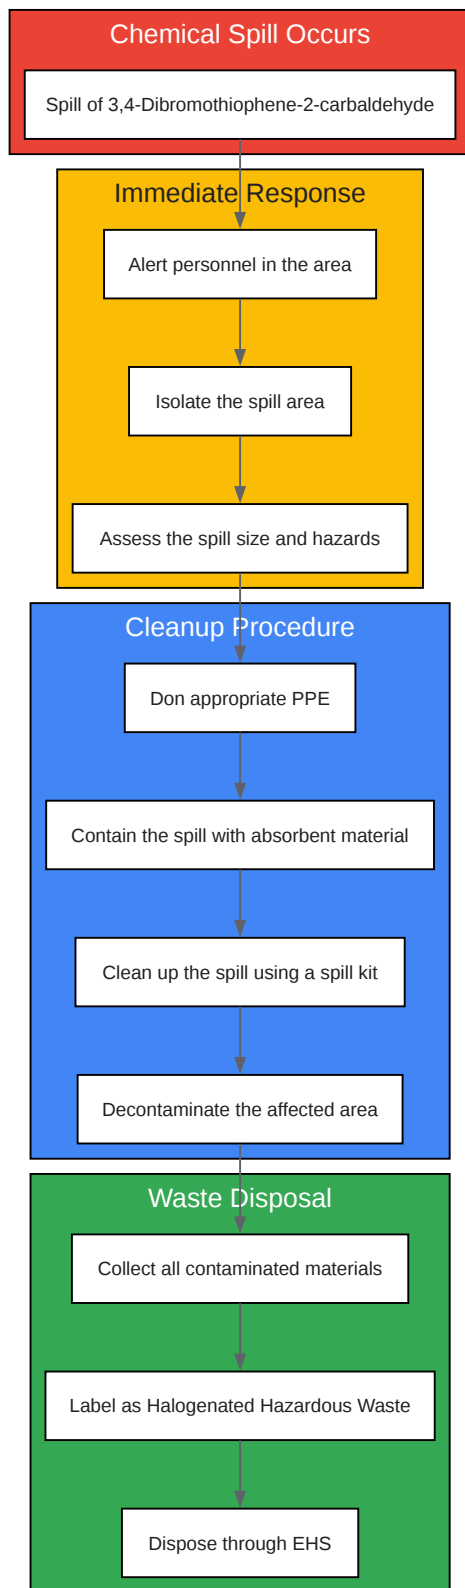 Chemical Spill Occurs
Spill of 3,4-Dibromothiophene-2-carbaldehyde
Immediate Response
Alert personnel in the area
Isolate the spill area
Assess the spill size and hazards
Cleanup Procedure
Don appropriate PPE
Contain the spill with absorbent material
Clean up the spill using a spill kit
Decontaminate the affected area
Waste Disposal
Collect all contaminated materials
Label as Halogenated Hazardous Waste
Dispose through EHS